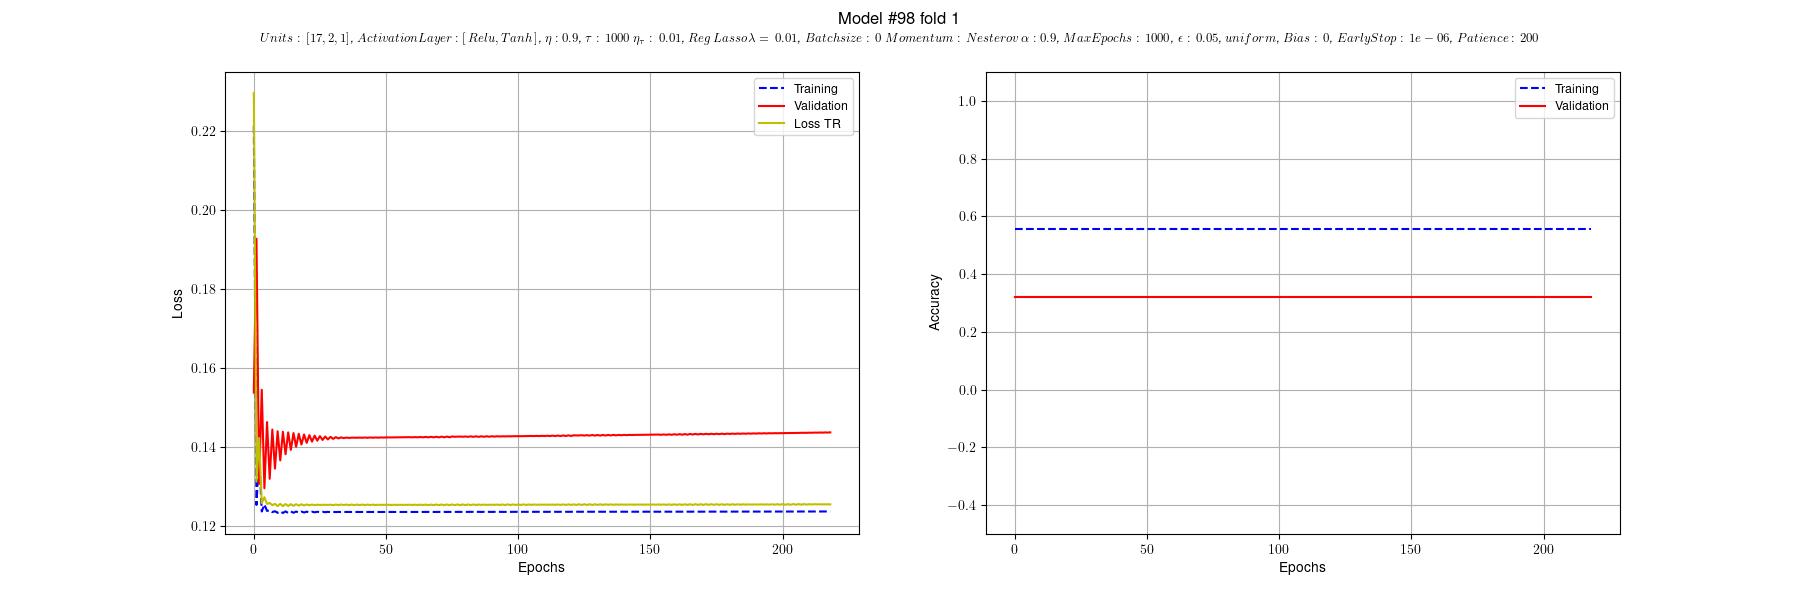 Model #98 fold 1
Units : [17, 2, 1], ActivationLayer : [ Relu, Tanh ], η : 0.9, τ : 1000 ητ : 0.01, Reg Lassoλ = 0.01, Batchsize : 0 Momentum : Nesterov α : 0.9, MaxEpochs : 1000, ϵ : 0.05, uniform, Bias : 0, EarlyStop : 1e − 06, Patience : 200
Training
Validation
Loss TR
0.22
0.20
0.18
0.16
0.14
0.12
Loss
0 50 100 150 200
Epochs
Training
Validation
1.0
0.8
0.6
0.4
0.2
0.0
−0.2
−0.4
Accuracy
0 50 100 150 200
Epochs